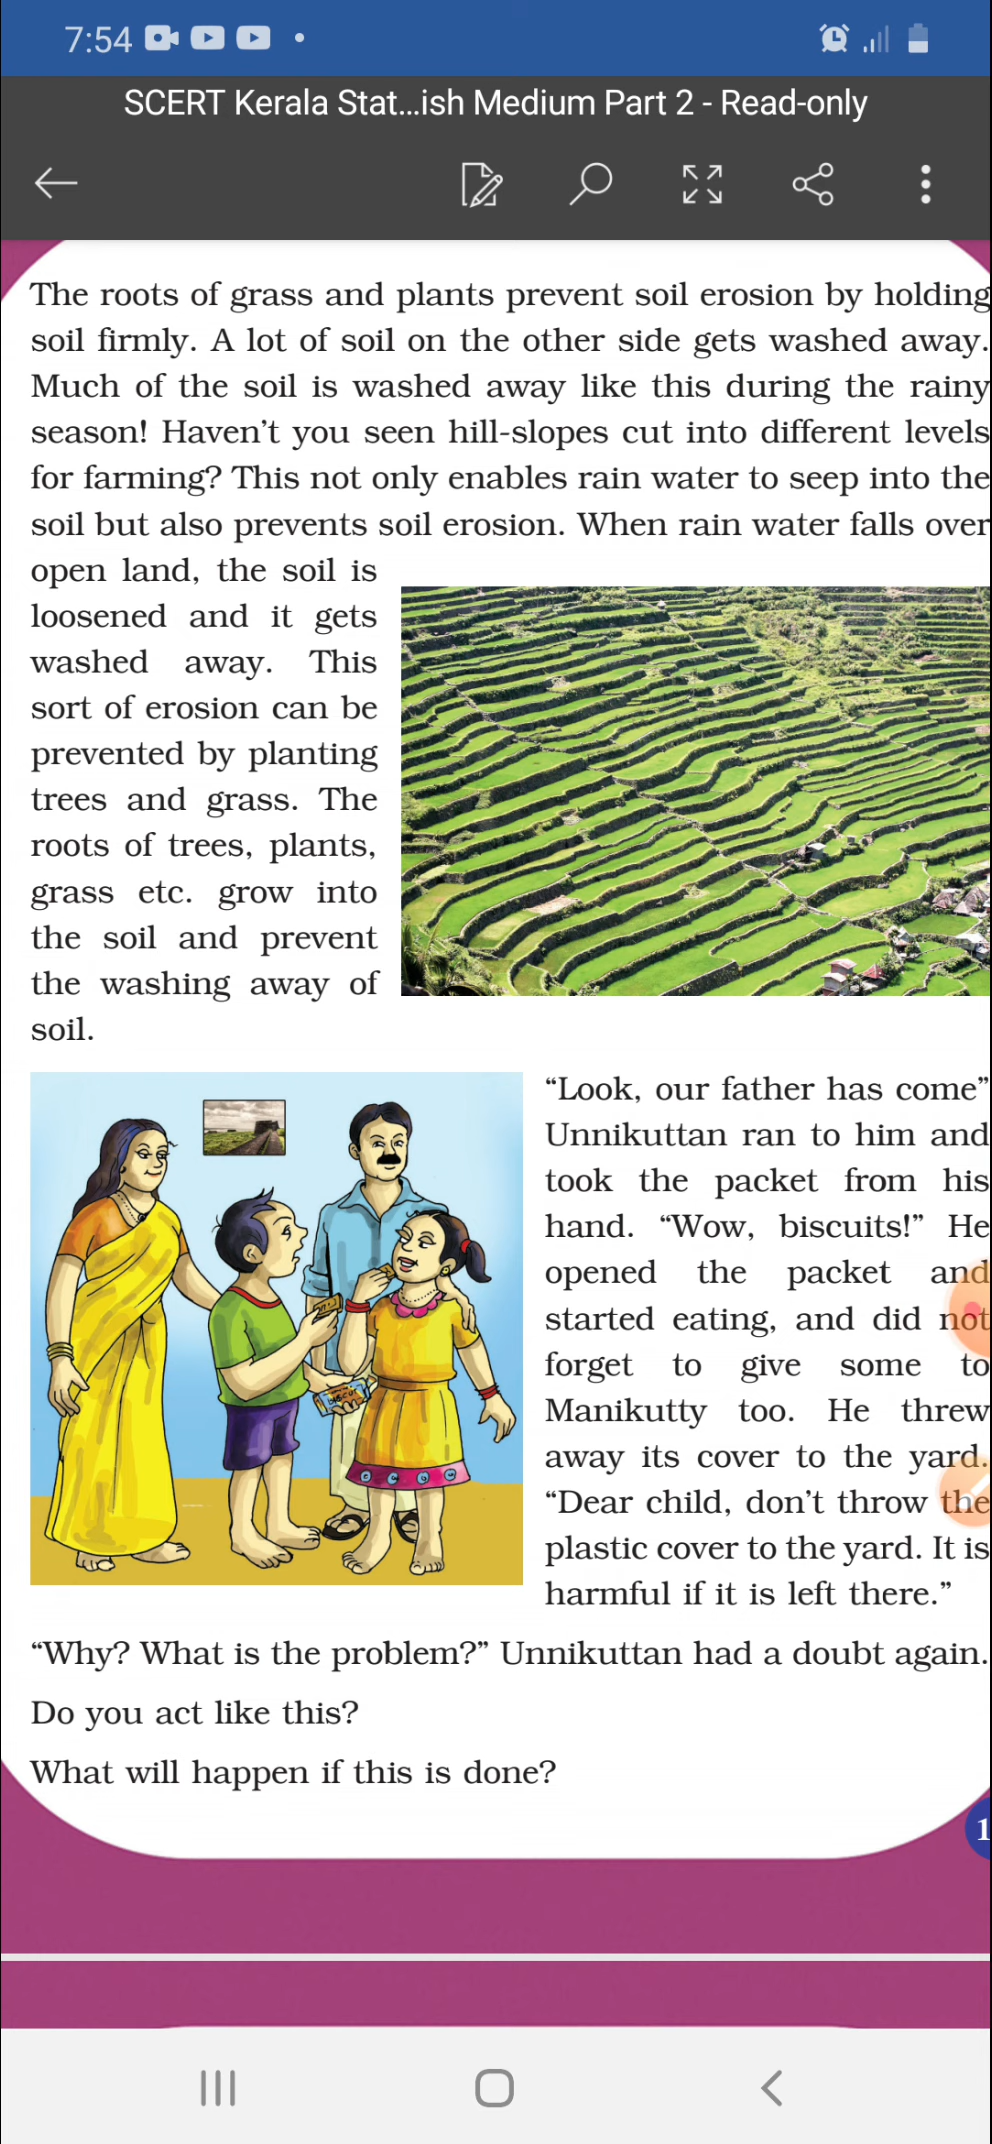 7:54
SCERT Kerala Stat...ish Medium Part 2 - Read-only
The roots of grass and plants prevent soil erosion by holding
soil firmly. A lot of soil on the other side gets washed away.
Much of the soil is washed away like this during the rainy
season! Haven't you seen hill-slopes cut into different levels
for farming? This not only enables rain water to seep into the
soil but also prevents soil erosion. When rain water falls over
open land, the soil is
loosened and it gets
washed away. This
sort of erosion can be
prevented by planting
trees and grass. The
roots of trees, plants,
grass etc. grow into
the soil and prevent
the washing away of
soil.
“Look, our father has come”
Unnikuttan ran to him and
took the packet from his
hand. “Wow, biscuits!” He
opened the packet and
started eating, and did not
forget to give some to
Manikutty too. He threw
away its cover to the yard.
“Dear child, don't throw the
plastic cover to the yard. It is
harmful if it is left there.”
“Why? What is the problem?” Unnikuttan had a doubt again.
Do you act like this?
What will happen if this is done?
1